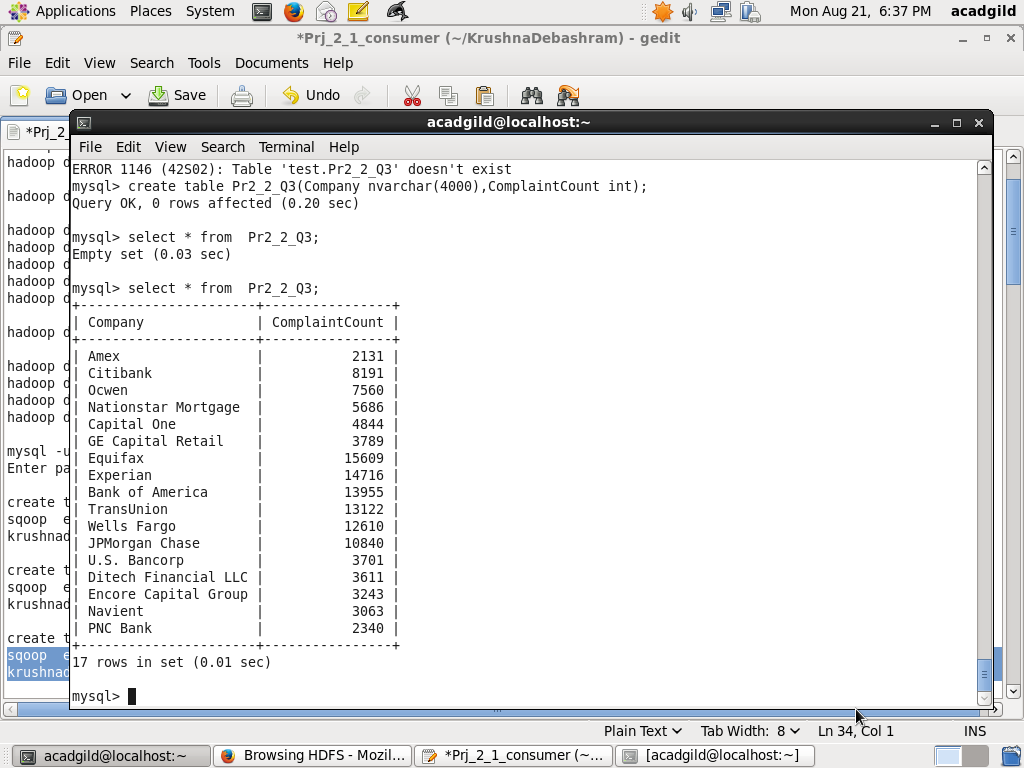 Applications Places System Mon Aug 21, 6:37 PM acadgild
*Prj_2_1_consumer (~/KrushnaDebashram) - gedit
File Edit View Search Tools Documents Help
Open Save Undo
*Prj_2_
acadgild@localhost:~
File Edit View Search Terminal Help
hadoop d
hadoop d
hadoop d
hadoop d
hadoop d
hadoop d
hadoop d
hadoop d
hadoop d
hadoop d
hadoop d
hadoop d
mysql -u
Enter pa
create t
sqoop e
krushnad
create t
sqoop e
krushnad
create t
sqoop e
krushnad
ERROR 1146 (42S02): Table 'test.Pr2_2_Q3' doesn't exist
mysql> create table Pr2_2_Q3(Company nvarchar(4000),ComplaintCount int);
Query OK, 0 rows affected (0.20 sec)
mysql> select * from  Pr2_2_Q3;
Empty set (0.03 sec)
mysql> select * from  Pr2_2_Q3;
+----------------------+----------------+
| Company              | ComplaintCount |
+----------------------+----------------+
| Amex                 |           2131 |
| Citibank             |           8191 |
| Ocwen                |           7560 |
| Nationstar Mortgage  |           5686 |
| Capital One          |           4844 |
| GE Capital Retail    |           3789 |
| Equifax              |          15609 |
| Experian             |          14716 |
| Bank of America      |          13955 |
| TransUnion           |          13122 |
| Wells Fargo          |          12610 |
| JPMorgan Chase       |          10840 |
| U.S. Bancorp         |           3701 |
| Ditech Financial LLC |           3611 |
| Encore Capital Group |           3243 |
| Navient              |           3063 |
| PNC Bank             |           2340 |
+----------------------+----------------+
17 rows in set (0.01 sec)
mysql>
Plain Text Tab Width: 8 Ln 34, Col 1 INS
acadgild@localhost:~ Browsing HDFS - Mozil... *Prj_2_1_consumer (~... [acadgild@localhost:~]